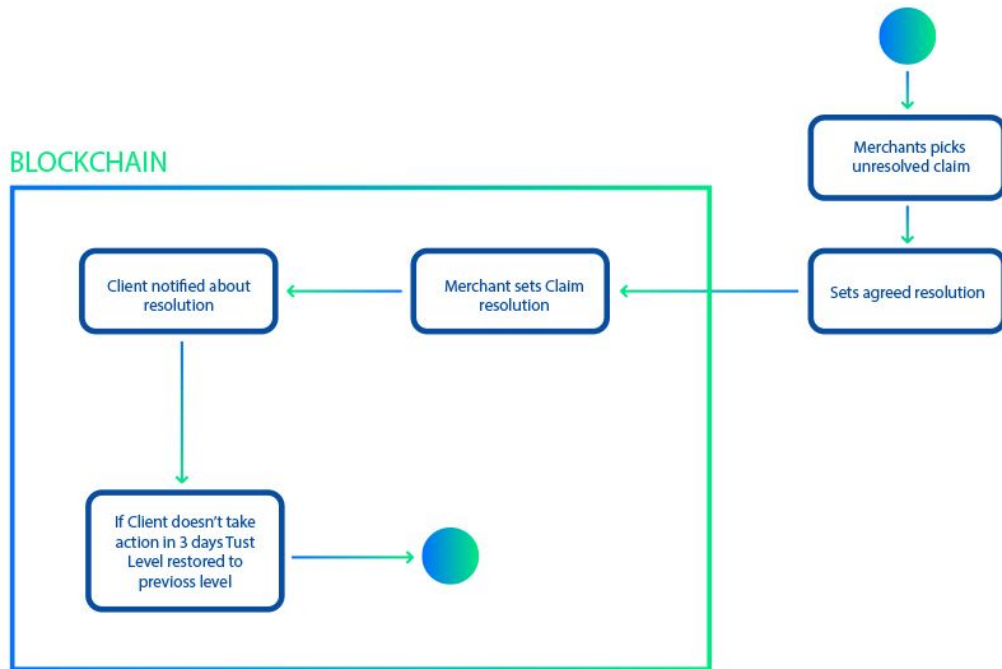 BLOCKCHAIN
Merchants picks
unresolved claim
Client notified about
resolution
Merchant sets Claim
resolution
Sets agreed resolution
If Client doesn't take
action in 3 days Tust
Level restored to
previoss level